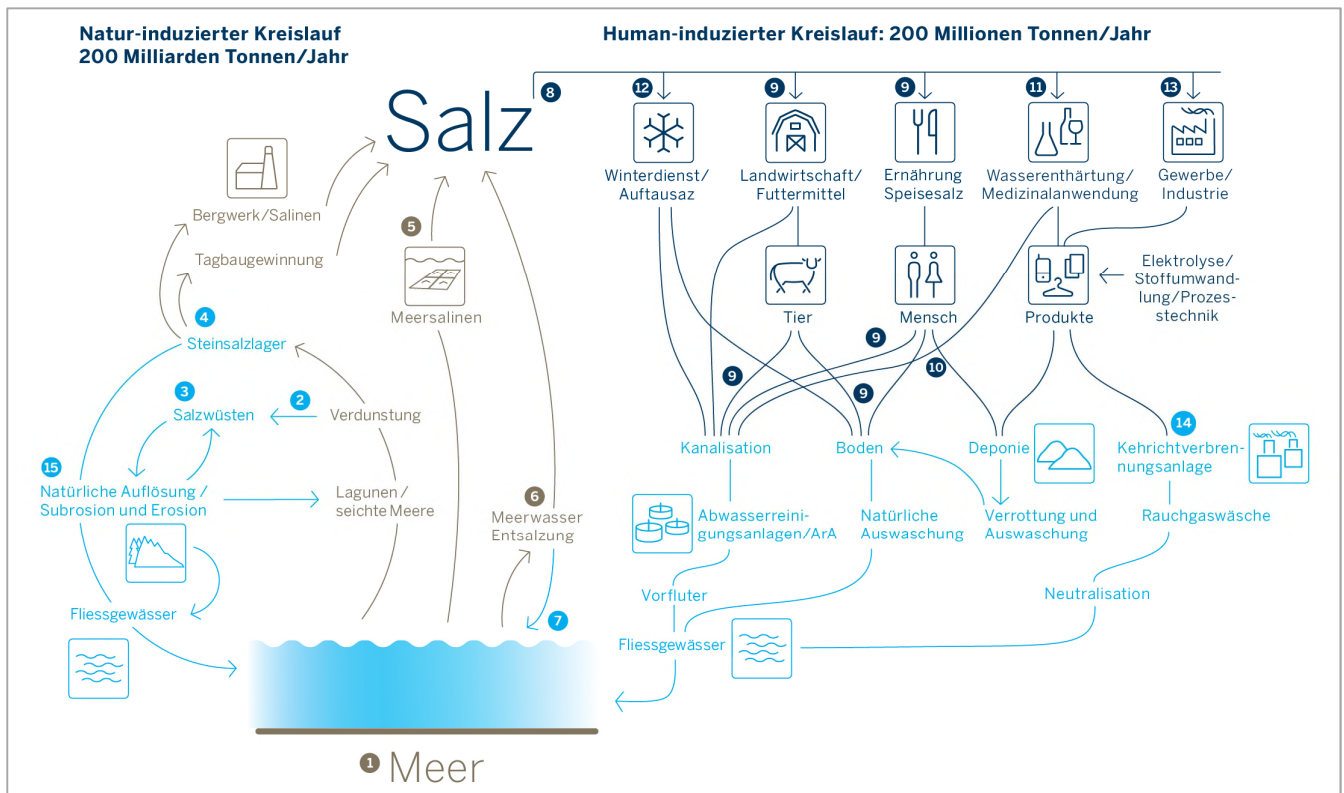 Natur-induzierter Kreislauf
200 Milliarden Tonnen/Jahr
Human-induzierter Kreislauf: 200 Millionen Tonnen/Jahr
Salz
8
12
9
9
11
13
Winterdienst/
Auftausaz
Landwirtschaft/
Futtermittel
Ernährung
Speisesalz
Wasserenthärtung/
Medizinalanwendung
Gewerbe/
Industrie
Bergwerk/Salinen
Tagbaugewinnung
5
Meersalinen
4
Steinsalzlager
3
Salzwüsten
2
Verdunstung
15
Natürliche Auflösung /
Subrosion und Erosion
Lagunen /
seichte Meere
6
Meerwasser
Entsalzung
Fliessgewässer
7
1
Meer
Tier
Mensch
Produkte
Elektrolyse/
Stoffumwand-
lung/Prozes-
stechnik
9
9
10
9
Kanalisation
Boden
Deponie
14
Kehrichtverbren-
nungsanlage
Abwasserreini-
gungsanlagen/ArA
Natürliche
Auswaschung
Verrottung und
Auswaschung
Rauchgaswäsche
Vorfluter
Neutralisation
Fliessgewässer